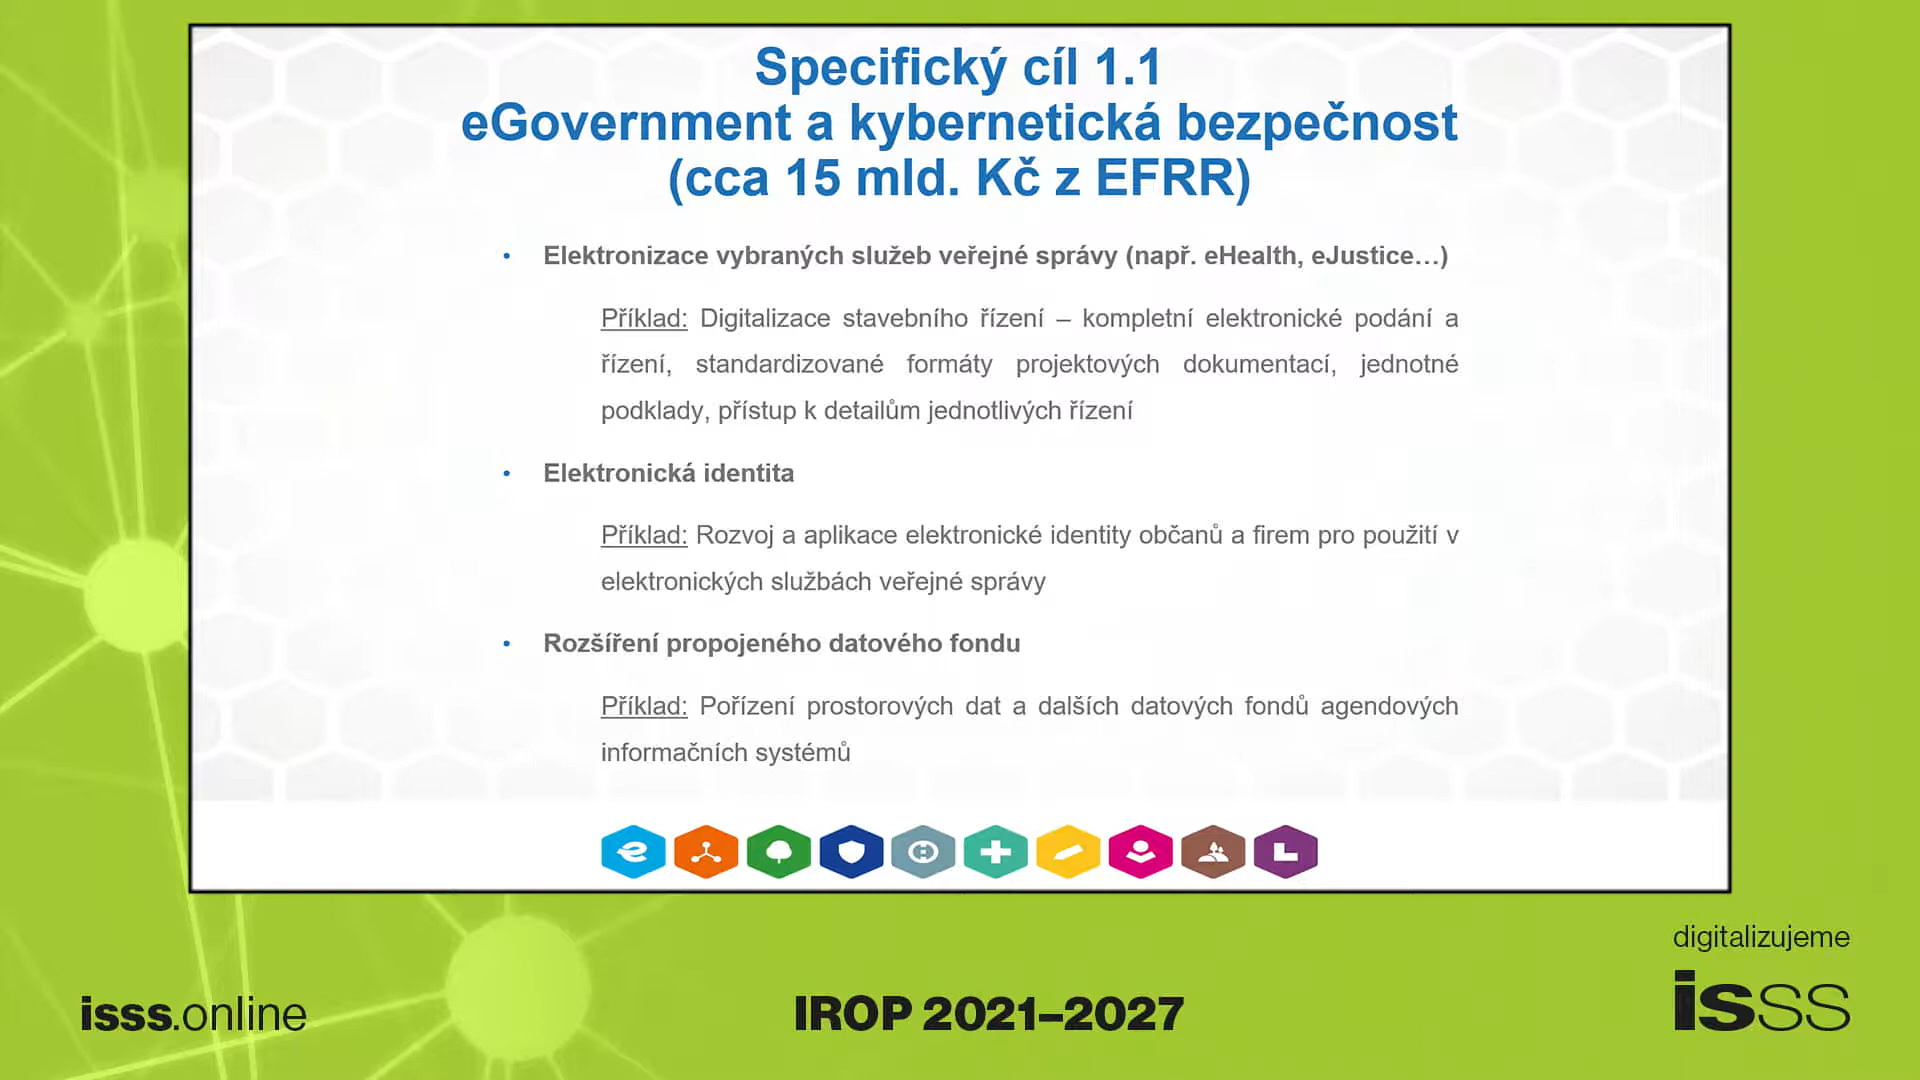 Specifický cíl 1.1
eGovernment a kybernetická bezpečnost
(cca 15 mld. Kč z EFRR)
• Elektronizace vybraných služeb veřejné správy (např. eHealth, eJustice…)
Příklad: Digitalizace stavebního řízení – kompletní elektronické podání a
řízení, standardizované formáty projektových dokumentací, jednotné
podklady, přístup k detailům jednotlivých řízení
• Elektronická identita
Příklad: Rozvoj a aplikace elektronické identity občanů a firem pro použití v
elektronických službách veřejné správy
• Rozšíření propojeného datového fondu
Příklad: Pořízení prostorových dat a dalších datových fondů agendových
informačních systémů
digitalizujeme
isss
isss.online
IROP 2021–2027